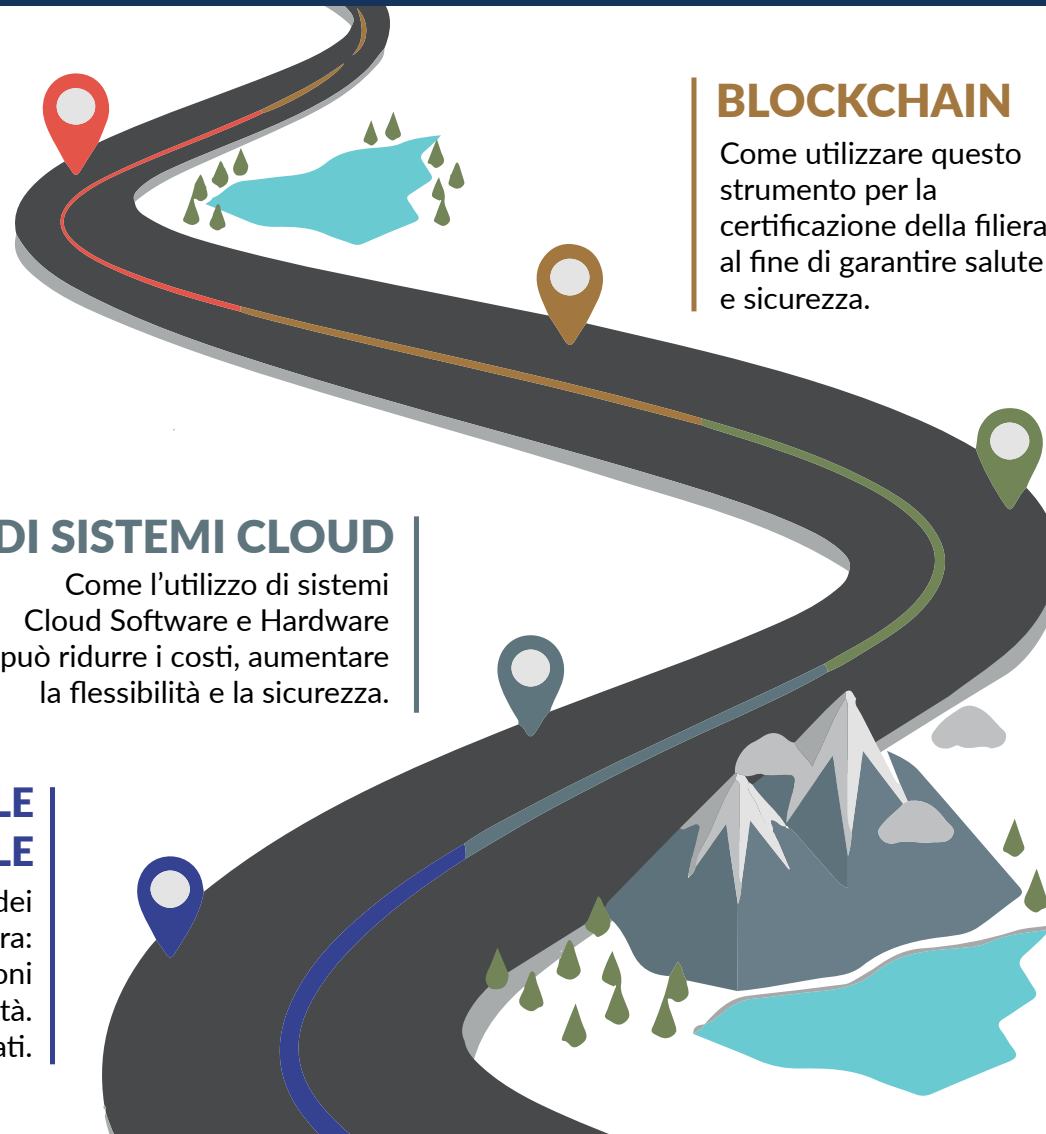 BLOCKCHAIN
Come utilizzare questo
strumento per la
certificazione della filiera
al fine di garantire salute
e sicurezza.
DI SISTEMI CLOUD
Come l'utilizzo di sistemi
Cloud Software e Hardware
può ridurre i costi, aumentare
la flessibilità e la sicurezza.
LE
LE
dei
ra:
oni
tà.
ati.